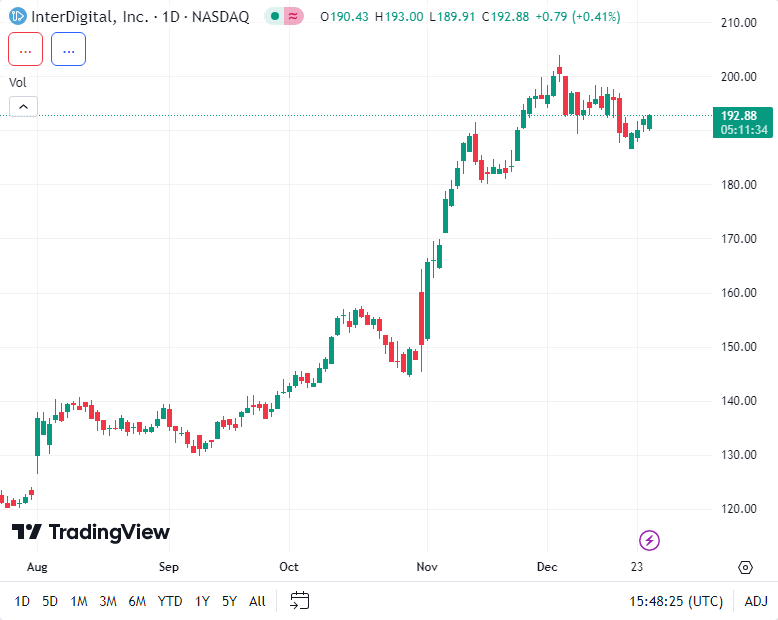 InterDigital, Inc. · 1D · NASDAQ O190.43 H193.00 L189.91 C192.88 +0.79 (+0.41%)
... ...
Vol
210.00
200.00
192.88
05:11:34
180.00
170.00
160.00
150.00
140.00
130.00
120.00
TradingView
Aug Sep Oct Nov Dec 23
1D 5D 1M 3M 6M YTD 1Y 5Y All 15:48:25 (UTC) ADJ